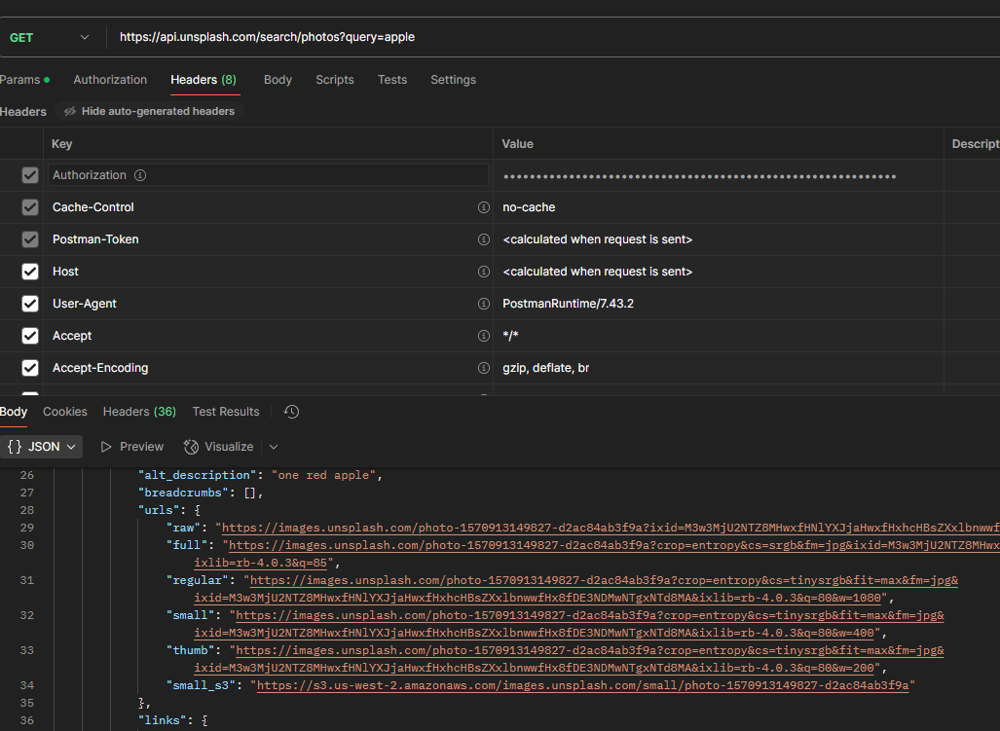 GET https://api.unsplash.com/search/photos?query=apple
Params Authorization Headers (8) Body Scripts Tests Settings
Headers Hide auto-generated headers
Key Value Descript
Authorization ••••••••••••••••••••••••••••••••••••••••••••••••••••••••••
Cache-Control no-cache
Postman-Token <calculated when request is sent>
Host <calculated when request is sent>
User-Agent PostmanRuntime/7.43.2
Accept */*
Accept-Encoding gzip, deflate, br
Body Cookies Headers (36) Test Results
{} JSON Preview Visualize
26 "alt_description": "one red apple",
27 "breadcrumbs": [],
28 "urls": {
29 "raw": "https://images.unsplash.com/photo-1570913149827-d2ac84ab3f9a?ixid=M3w3MjU2NTZ8MHwxfHNlYXJjaHwxfHxhcHBsZXxlbnwwf
30 "full": "https://images.unsplash.com/photo-1570913149827-d2ac84ab3f9a?crop=entropy&cs=srgb&fm=jpg&ixid=M3w3MjU2NTZ8MHwx
ixlib=rb-4.0.3&q=85",
31 "regular": "https://images.unsplash.com/photo-1570913149827-d2ac84ab3f9a?crop=entropy&cs=tinysrgb&fit=max&fm=jpg&
ixid=M3w3MjU2NTZ8MHwxfHNlYXJjaHwxfHxhcHBsZXxlbnwwfHx8fDE3NDMwNTgxNTd8MA&ixlib=rb-4.0.3&q=80&w=1080",
32 "small": "https://images.unsplash.com/photo-1570913149827-d2ac84ab3f9a?crop=entropy&cs=tinysrgb&fit=max&fm=jpg&
ixid=M3w3MjU2NTZ8MHwxfHNlYXJjaHwxfHxhcHBsZXxlbnwwfHx8fDE3NDMwNTgxNTd8MA&ixlib=rb-4.0.3&q=80&w=400",
33 "thumb": "https://images.unsplash.com/photo-1570913149827-d2ac84ab3f9a?crop=entropy&cs=tinysrgb&fit=max&fm=jpg&
ixid=M3w3MjU2NTZ8MHwxfHNlYXJjaHwxfHxhcHBsZXxlbnwwfHx8fDE3NDMwNTgxNTd8MA&ixlib=rb-4.0.3&q=80&w=200",
34 "small_s3": "https://s3.us-west-2.amazonaws.com/images.unsplash.com/small/photo-1570913149827-d2ac84ab3f9a"
35 },
36 "links": {